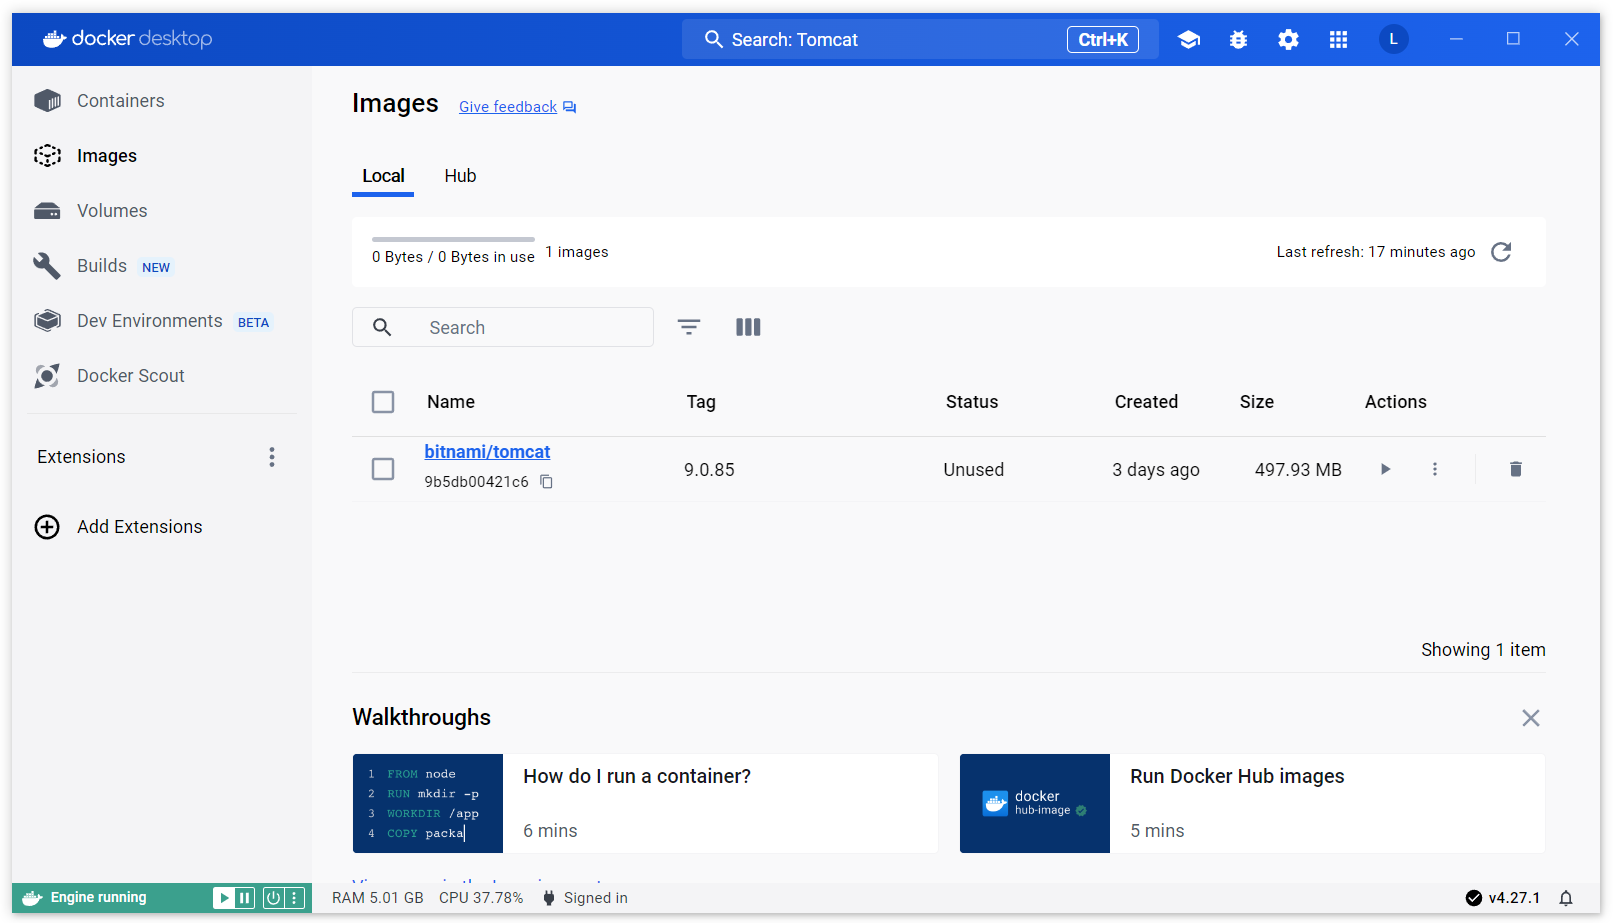 docker desktop
Search: Tomcat
Ctrl+K
L
Containers
Images
Volumes
Builds NEW
Dev Environments BETA
Docker Scout
Extensions
Add Extensions
Images
Give feedback
Local
Hub
0 Bytes / 0 Bytes in use
1 images
Last refresh: 17 minutes ago
Search
Name Tag Status Created Size Actions
bitnami/tomcat
9b5db00421c6
9.0.85
Unused
3 days ago
497.93 MB
Showing 1 item
Walkthroughs
1 FROM node
2 RUN mkdir -p
3 WORKDIR /app
4 COPY packa
How do I run a container?
6 mins
docker
hub-image
Run Docker Hub images
5 mins
Engine running
RAM 5.01 GB CPU 37.78% Signed in
v4.27.1